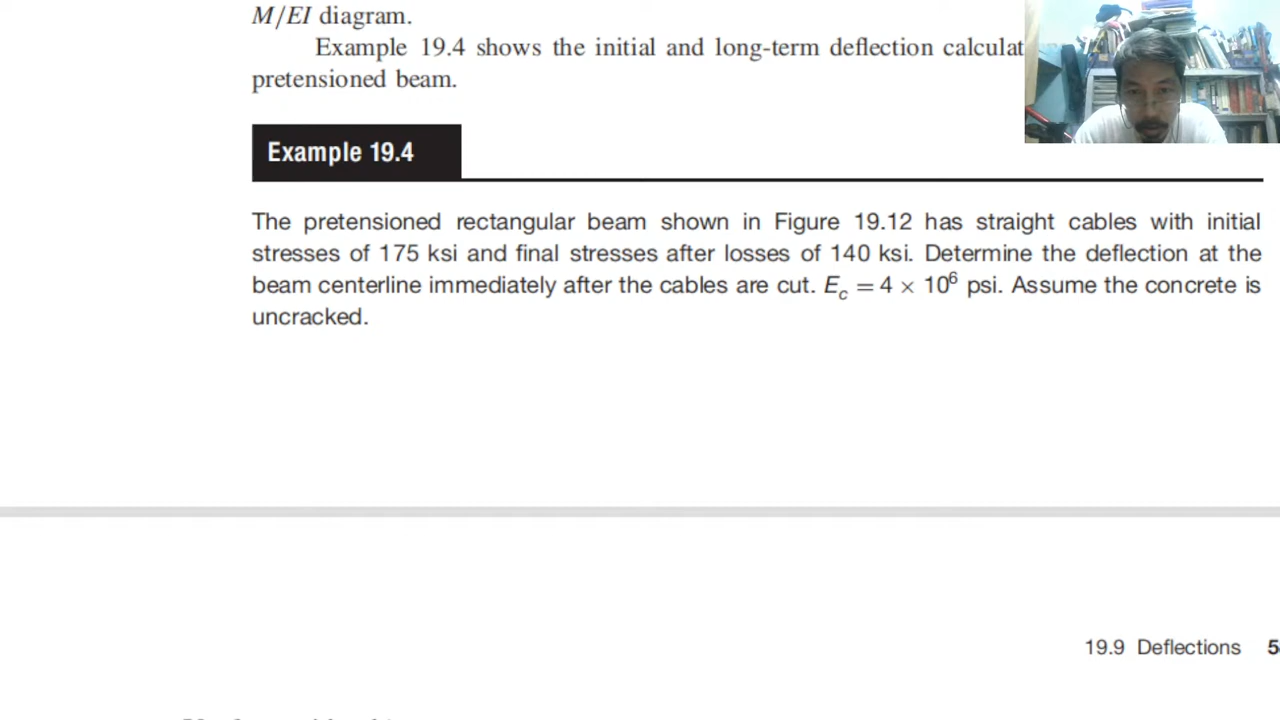 M/EI diagram.
Example 19.4 shows the initial and long-term deflection calculat
pretensioned beam.
Example 19.4
The pretensioned rectangular beam shown in Figure 19.12 has straight cables with initial
stresses of 175 ksi and final stresses after losses of 140 ksi. Determine the deflection at the
beam centerline immediately after the cables are cut. E_c = 4 × 10⁶ psi. Assume the concrete is
uncracked.
19.9 Deflections 5